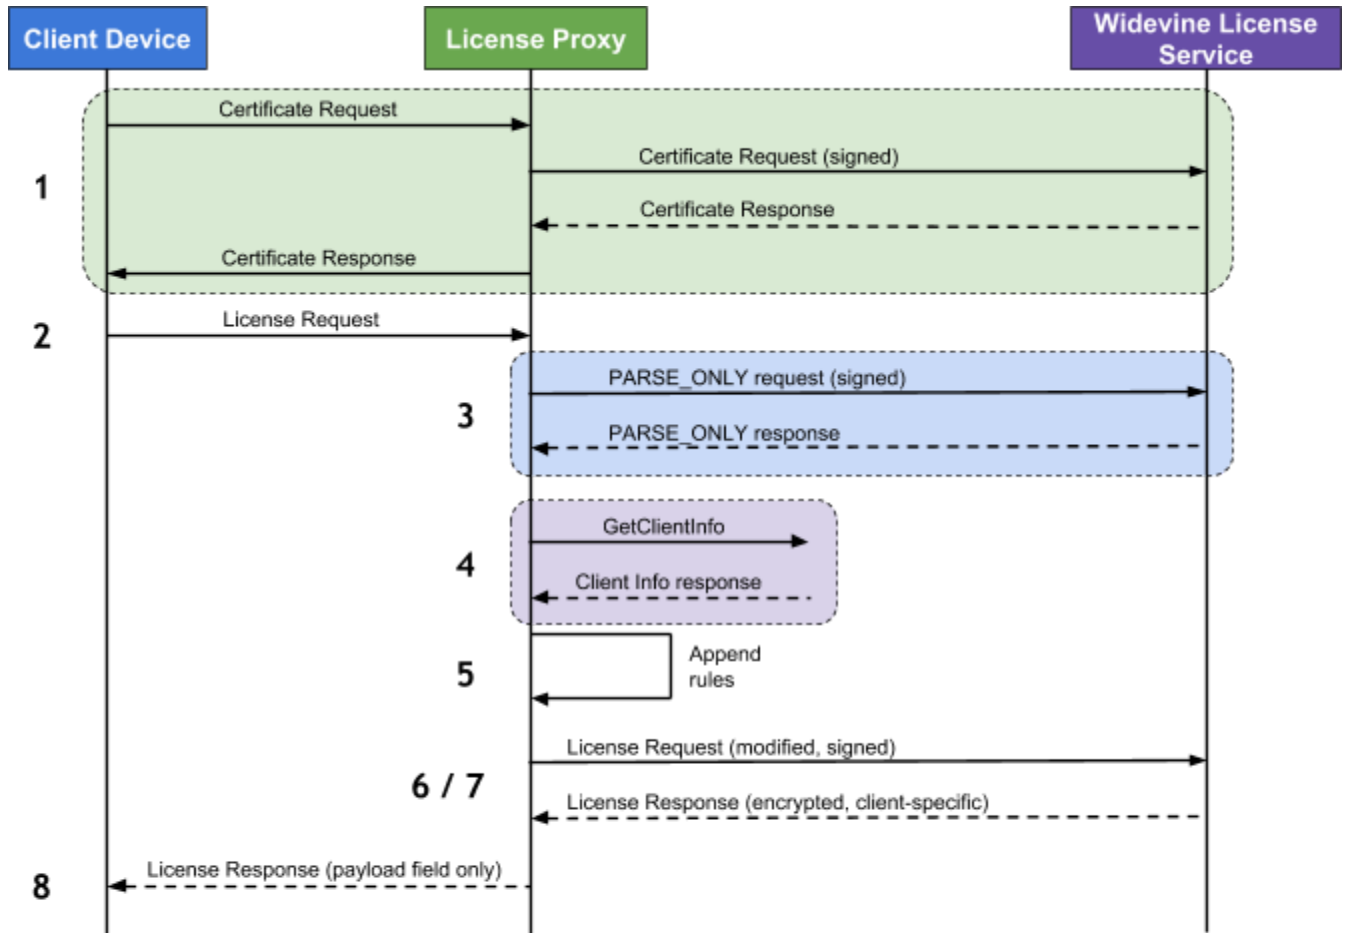 Client Device
License Proxy
Widevine License
Service
Certificate Request
Certificate Request (signed)
1
Certificate Response
Certificate Response
License Request
2
PARSE_ONLY request (signed)
3
PARSE_ONLY response
GetClientInfo
4
Client Info response
Append
rules
5
License Request (modified, signed)
6 / 7
License Response (encrypted, client-specific)
License Response (payload field only)
8